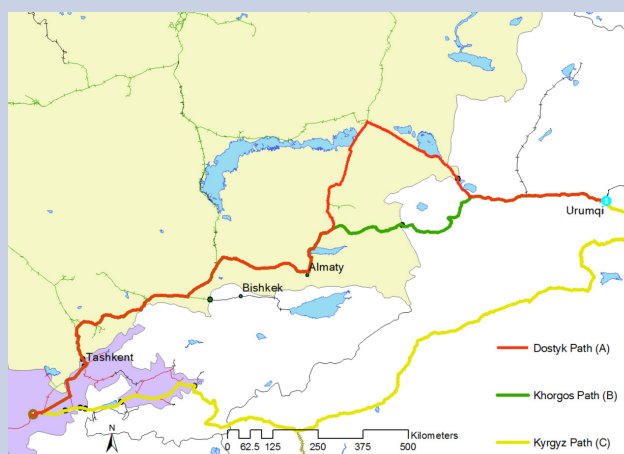 Urumqi
Almaty
Bishkek
Tashkent
Dostyk Path (A)
Khorgos Path (B)
Kyrgyz Path (C)
N
Kilometers
0 62.5 125 250 375 500